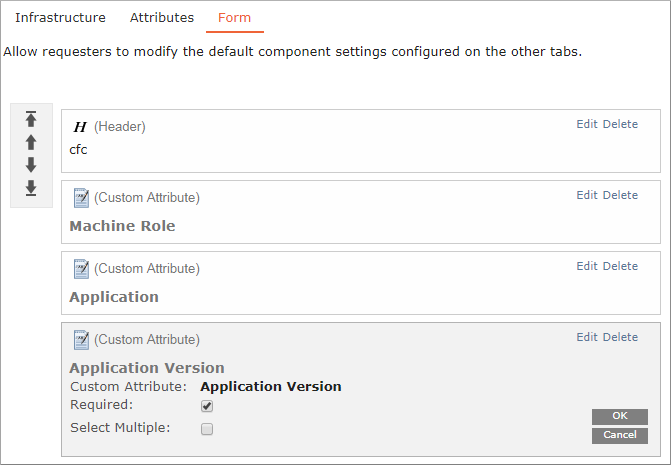 Infrastructure Attributes Form
Allow requesters to modify the default component settings configured on the other tabs.
H (Header) Edit Delete
cfc
(Custom Attribute) Edit Delete
Machine Role
(Custom Attribute) Edit Delete
Application
(Custom Attribute) Edit Delete
Application Version
Custom Attribute: Application Version
Required:
Select Multiple:
OK
Cancel